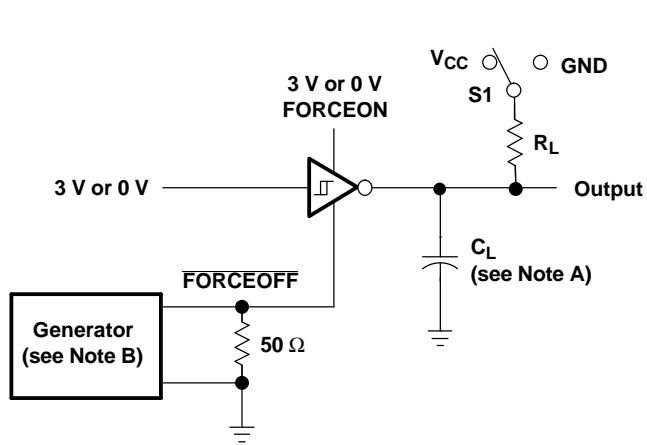 VCC
GND
S1
3 V or 0 V
FORCEON
RL
3 V or 0 V
Output
CL
(see Note A)
FORCEOFF
Generator
(see Note B)
50 Ω